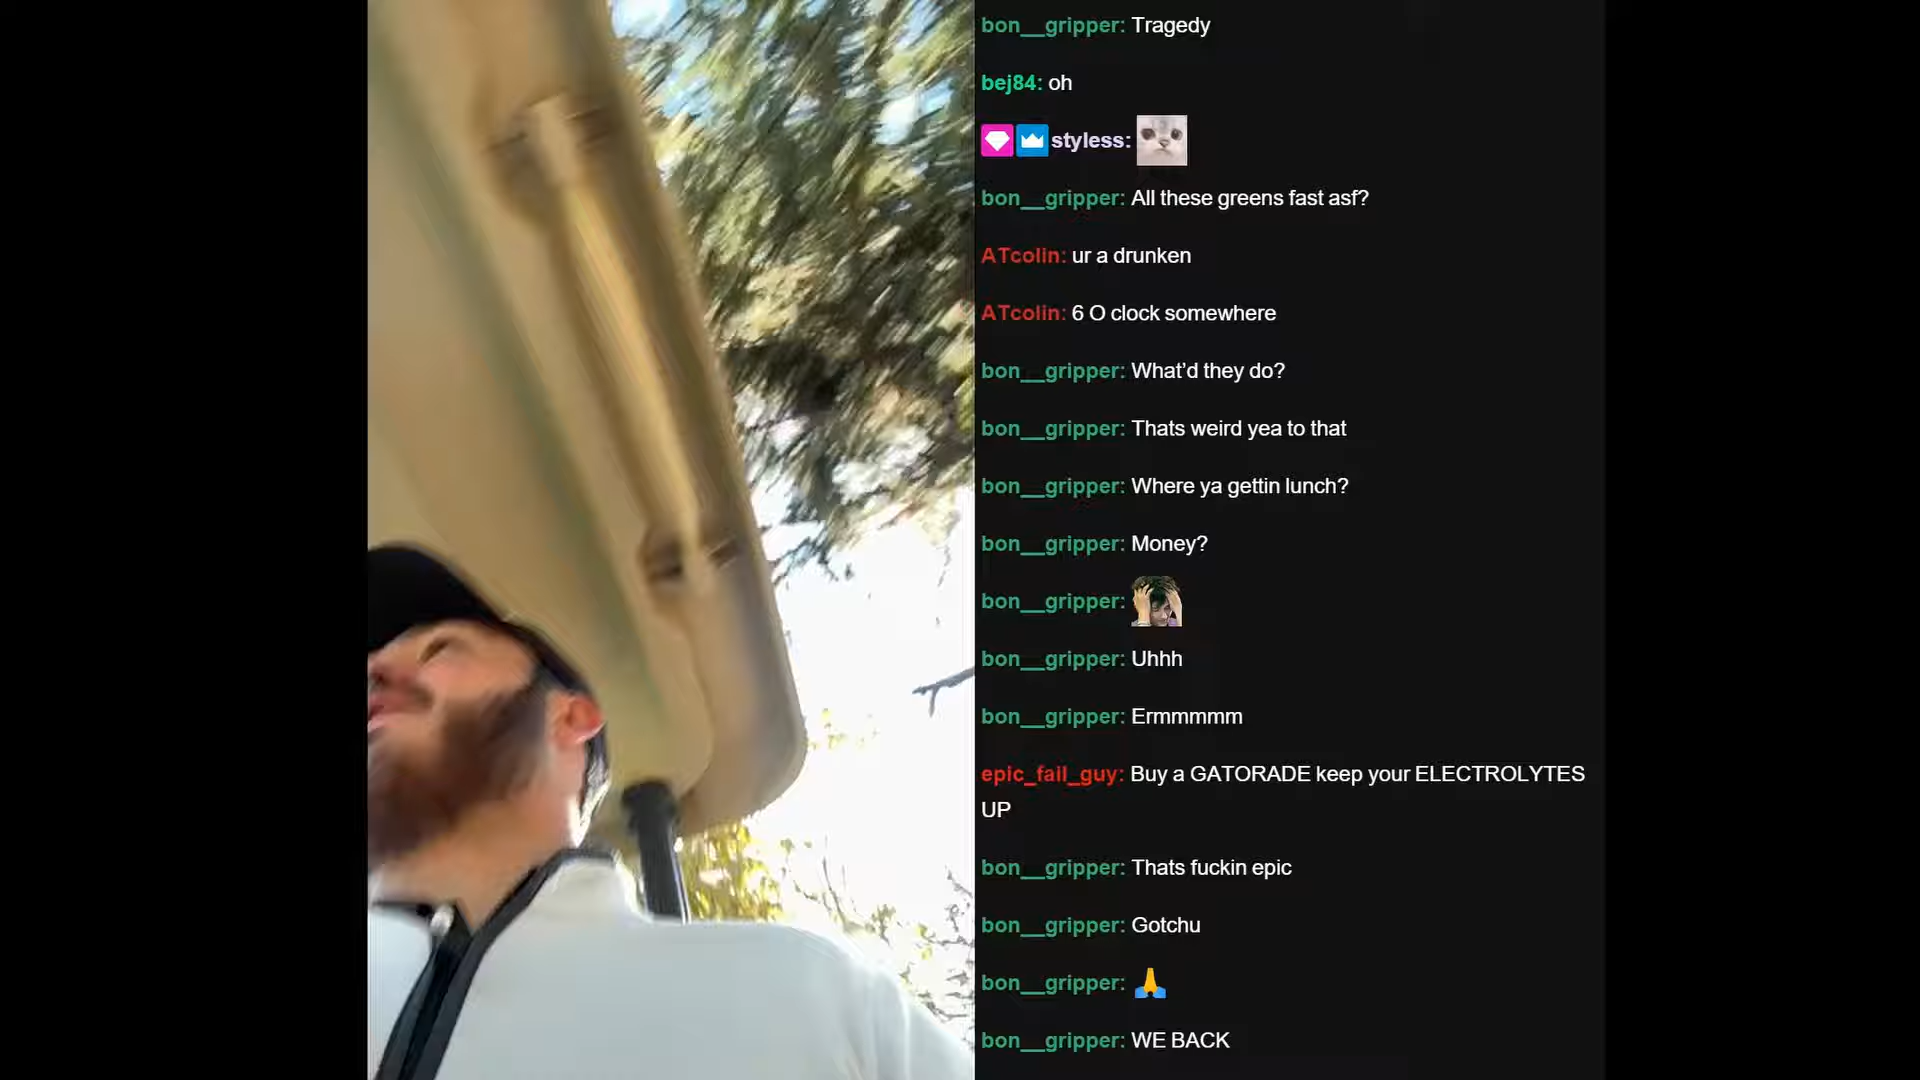 bon__gripper: Tragedy
bej84: oh
styless:
bon__gripper: All these greens fast asf?
ATcolin: ur a drunken
ATcolin: 6 O clock somewhere
bon__gripper: What’d they do?
bon__gripper: Thats weird yea to that
bon__gripper: Where ya gettin lunch?
bon__gripper: Money?
bon__gripper:
bon__gripper: Uhhh
bon__gripper: Ermmmmm
epic_fail_guy: Buy a GATORADE keep your ELECTROLYTES
UP
bon__gripper: Thats fuckin epic
bon__gripper: Gotchu
bon__gripper: 🙏
bon__gripper: WE BACK